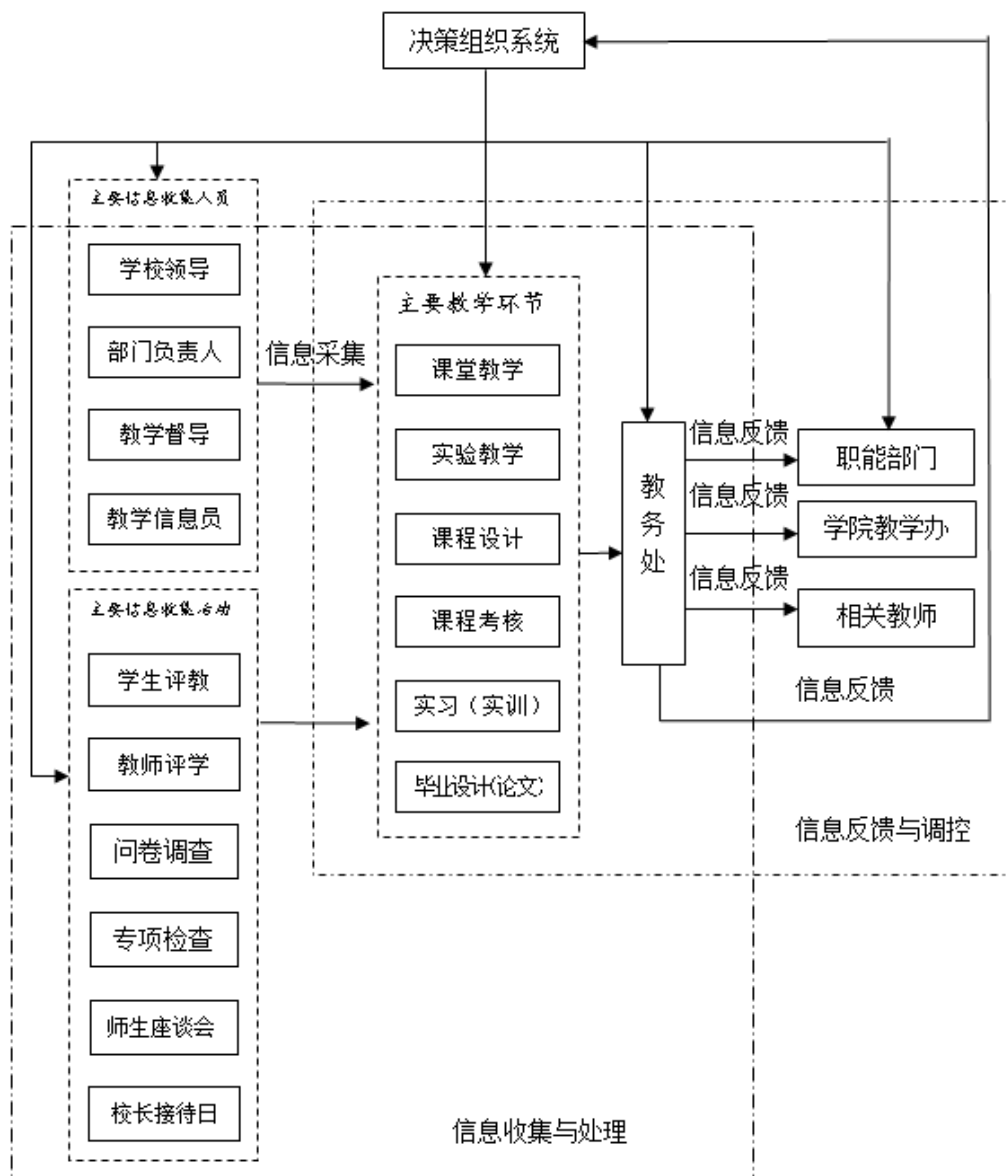 决策组织系统
主要信息收集人员
学校领导
部门负责人
教学督导
教学信息员
信息采集
主要信息收集活动
学生评教
教师评学
问卷调查
专项检查
师生座谈会
校长接待日
主要教学环节
课堂教学
实验教学
课程设计
课程考核
实习（实训）
毕业设计(论文)
教
务
处
信息反馈
职能部门
信息反馈
学院教学办
信息反馈
相关教师
信息反馈
信息反馈与调控
信息收集与处理